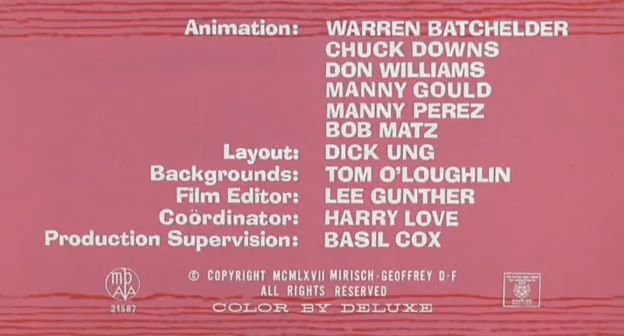 Animation: WARREN BATCHELDER
CHUCK DOWNS
DON WILLIAMS
MANNY GOULD
MANNY PEREZ
BOB MATZ
Layout: DICK UNG
Backgrounds: TOM O'LOUGHLIN
Film Editor: LEE GUNTHER
Coördinator: HARRY LOVE
Production Supervision: BASIL COX
© COPYRIGHT MCMLXVII MIRISCH-GEOFFREY D-F
ALL RIGHTS RESERVED
COLOR BY DELUXE
21587